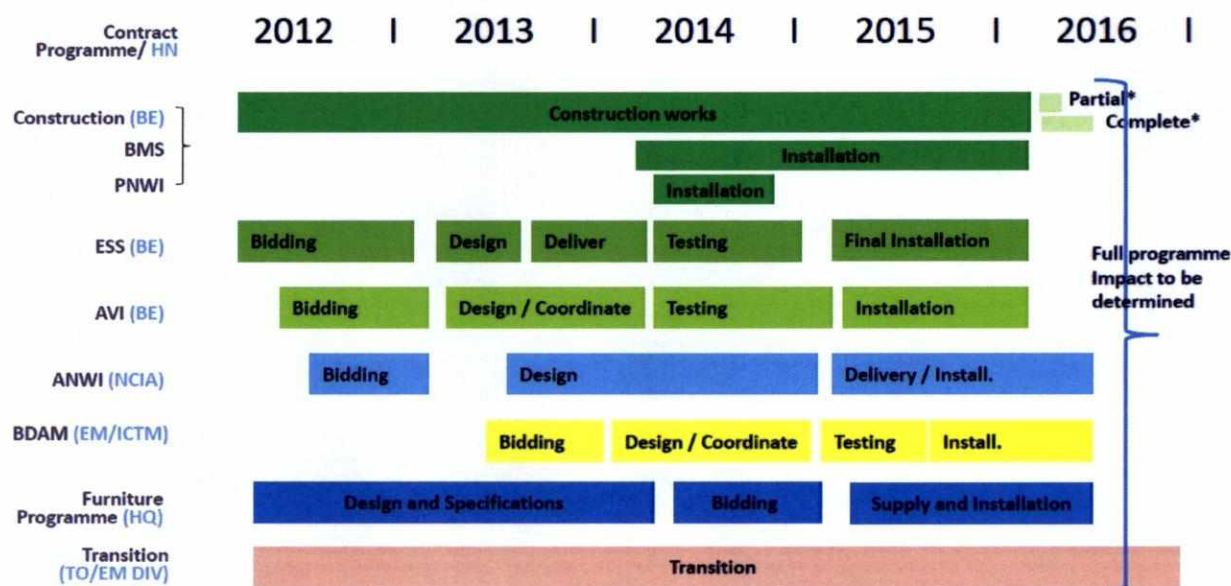 Contract
Programme/ HN
2012 I 2013 I 2014 I 2015 I 2016 I
Construction (BE)
Construction works
Partial*
Complete*
BMS
Installation
PNWI
Installation
ESS (BE)
Bidding
Design
Deliver
Testing
Final Installation
Full programme
Impact to be
determined
AVI (BE)
Bidding
Design / Coordinate
Testing
Installation
ANWI (NCIA)
Bidding
Design
Delivery / Install.
BDAM (EM/ICTM)
Bidding
Design / Coordinate
Testing
Install.
Furniture
Programme (HQ)
Design and Specifications
Bidding
Supply and Installation
Transition
(TO/EM DIV)
Transition